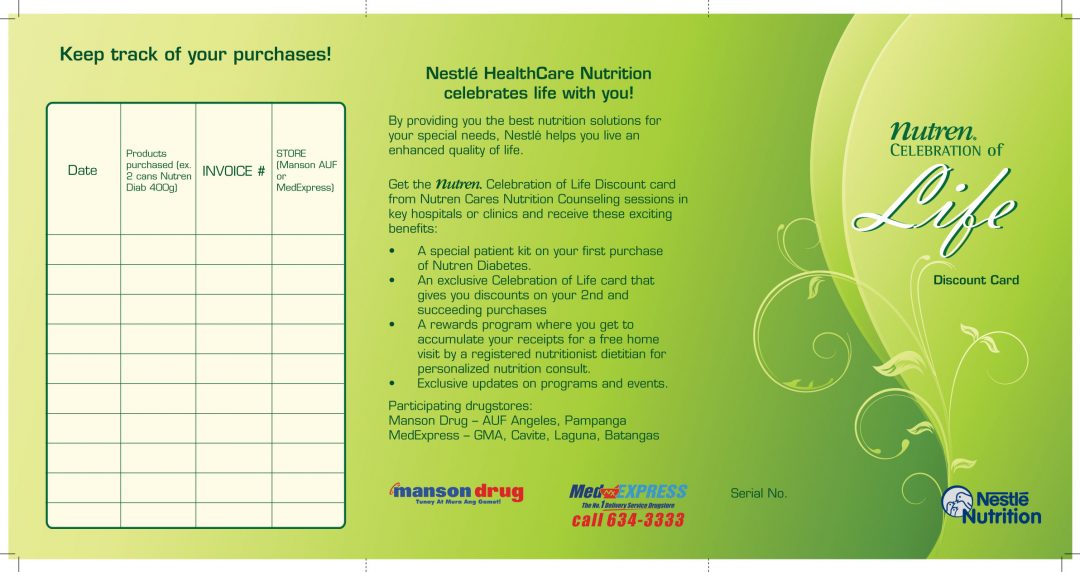 Keep track of your purchases!
Date
Products
purchased (ex.
2 cans Nutren
Diab 400g)
INVOICE #
STORE
(Manson AUF
or
MedExpress)
Nestlé HealthCare Nutrition
celebrates life with you!
By providing you the best nutrition solutions for
your special needs, Nestlé helps you live an
enhanced quality of life.
Get the Nutren® Celebration of Life Discount card
from Nutren Cares Nutrition Counseling sessions in
key hospitals or clinics and receive these exciting
benefits:
• A special patient kit on your first purchase
of Nutren Diabetes.
• An exclusive Celebration of Life card that
gives you discounts on your 2nd and
succeeding purchases
• A rewards program where you get to
accumulate your receipts for a free home
visit by a registered nutritionist dietitian for
personalized nutrition consult.
• Exclusive updates on programs and events.
Participating drugstores:
Manson Drug – AUF Angeles, Pampanga
MedExpress – GMA, Cavite, Laguna, Batangas
manson drug
Tunay At Mura Ang Gamot!
Med EXPRESS
The No.1 Delivery Service Drugstore
call 634-3333
Nutren®
CELEBRATION of
Life
Discount Card
Serial No.
Nestlé
Nutrition